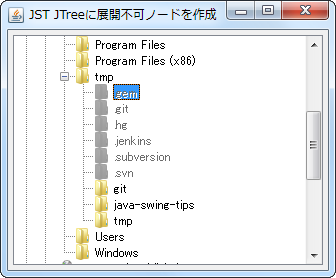 JST JTreeに展開不可ノードを作成
Program Files
Program Files (x86)
tmp
.gem
.git
.hg
.jenkins
.subversion
.svn
git
java-swing-tips
tmp
Users
Windows